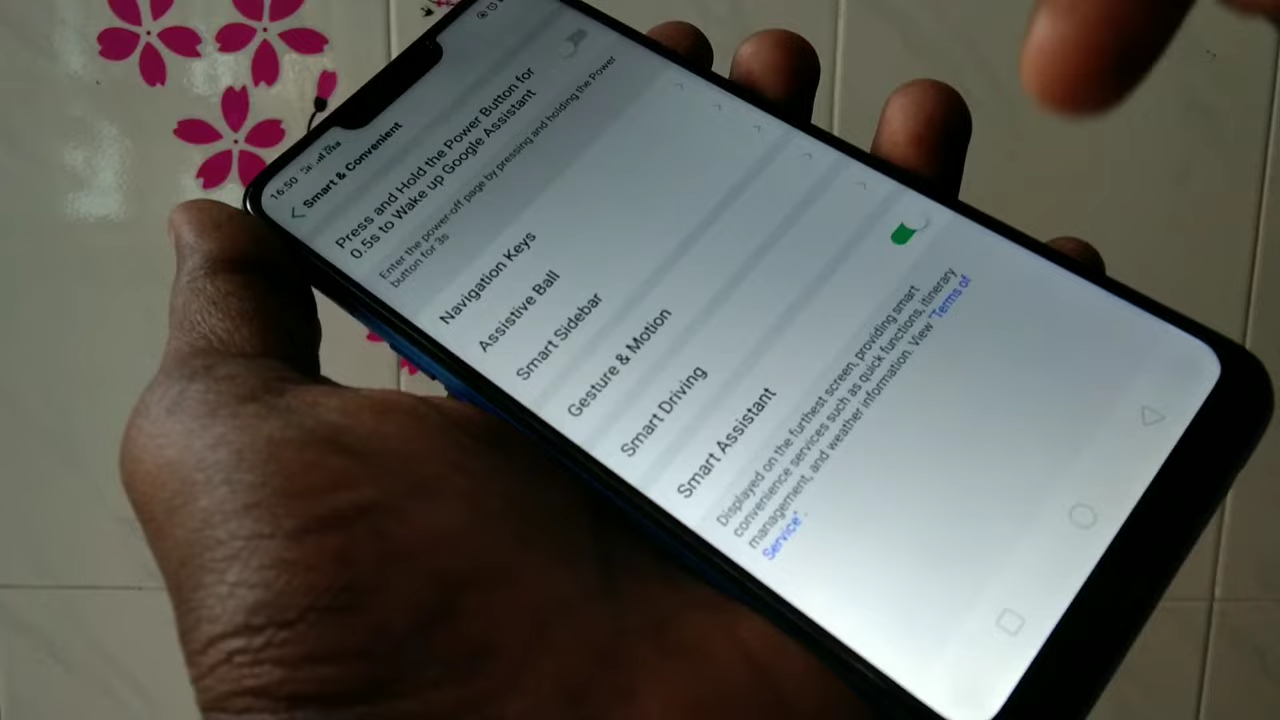 16:50
Smart & Convenient
Press and Hold the Power Button for
0.5s to Wake up Google Assistant
Enter the power-off page by pressing and holding the Power
button for 3s
Navigation Keys
Assistive Ball
Smart Sidebar
Gesture & Motion
Smart Driving
Smart Assistant
Displayed on the furthest screen, providing smart
convenience services such as quick functions, itinerary
management, and weather information. View "Terms of
Service".